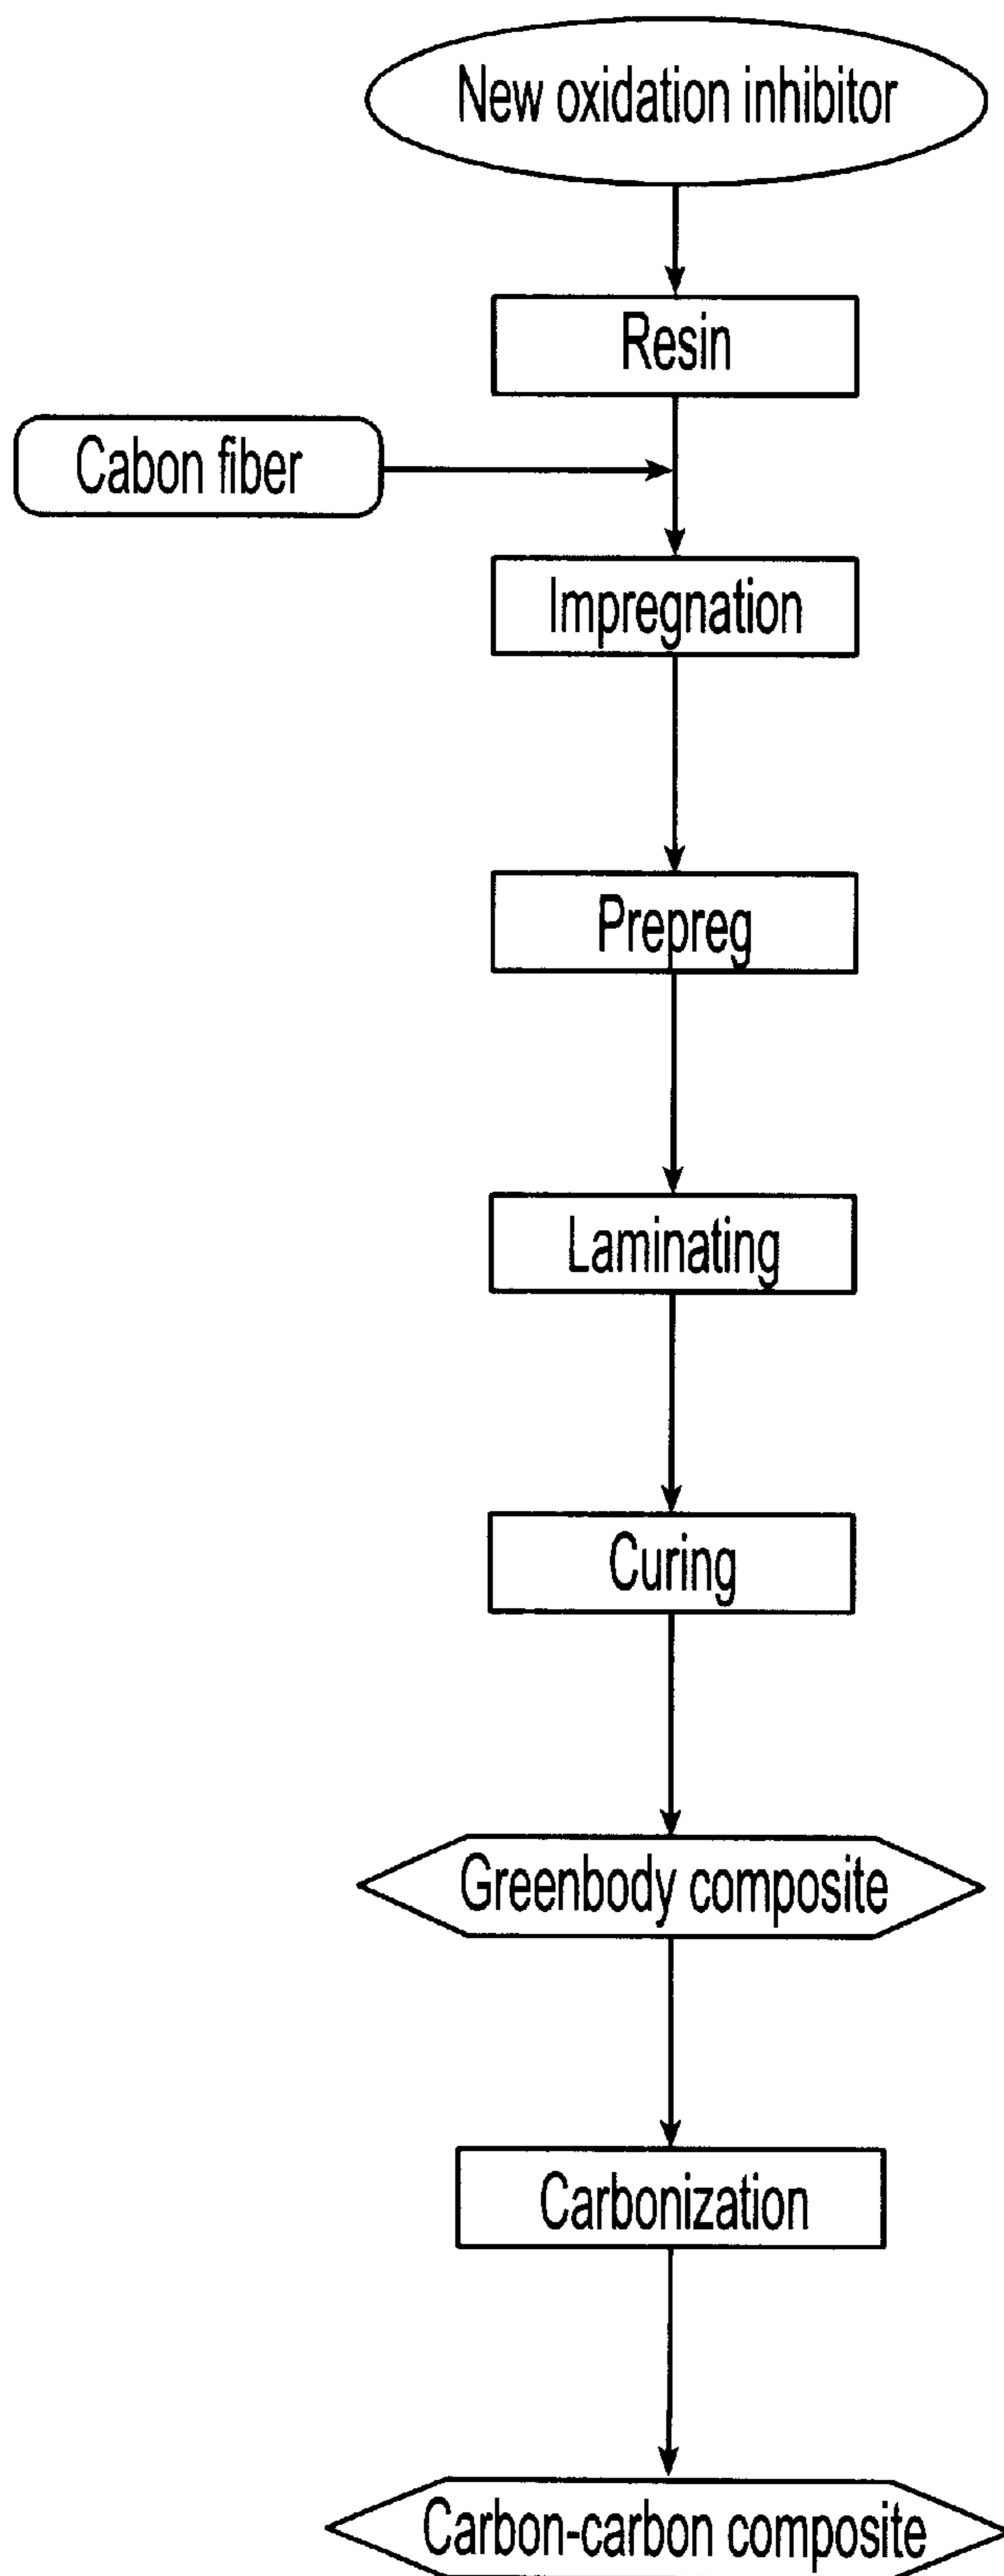 New oxidation inhibitor
Resin
Cabon fiber
Impregnation
Prepreg
Laminating
Curing
Greenbody composite
Carbonization
Carbon-carbon composite